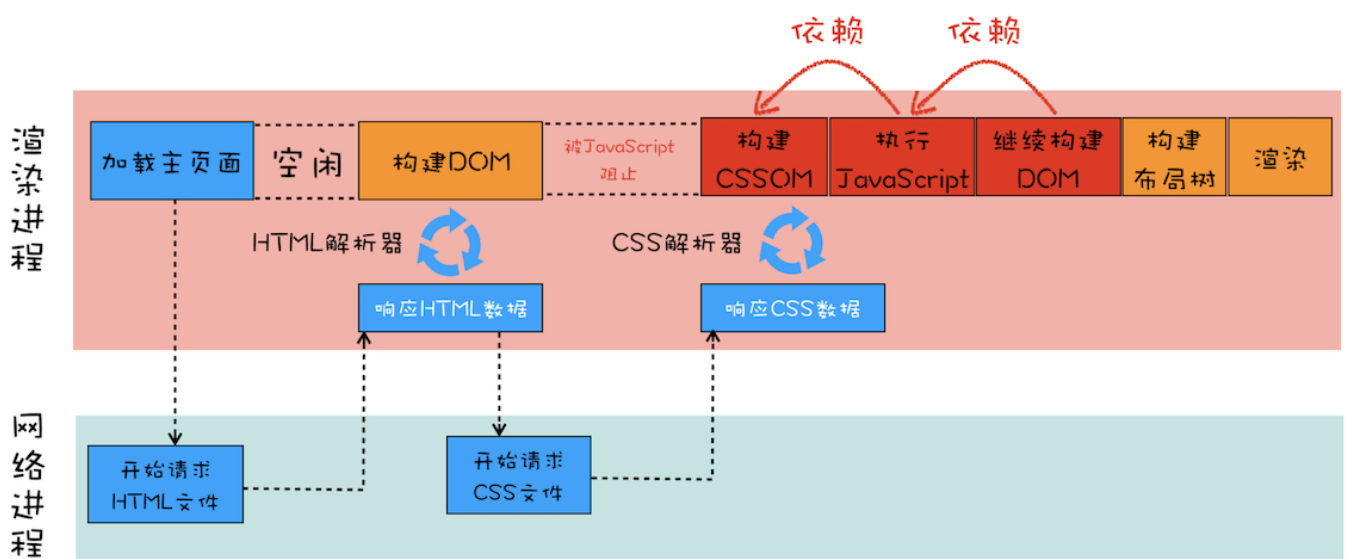 依赖
依赖
渲染进程
加载主页面
空闲
构建DOM
被JavaScript
阻止
构建
CSSOM
执行
JavaScript
继续构建
DOM
构建
布局树
渲染
HTML解析器
CSS解析器
响应HTML数据
响应CSS数据
网络进程
开始请求
HTML文件
开始请求
CSS文件